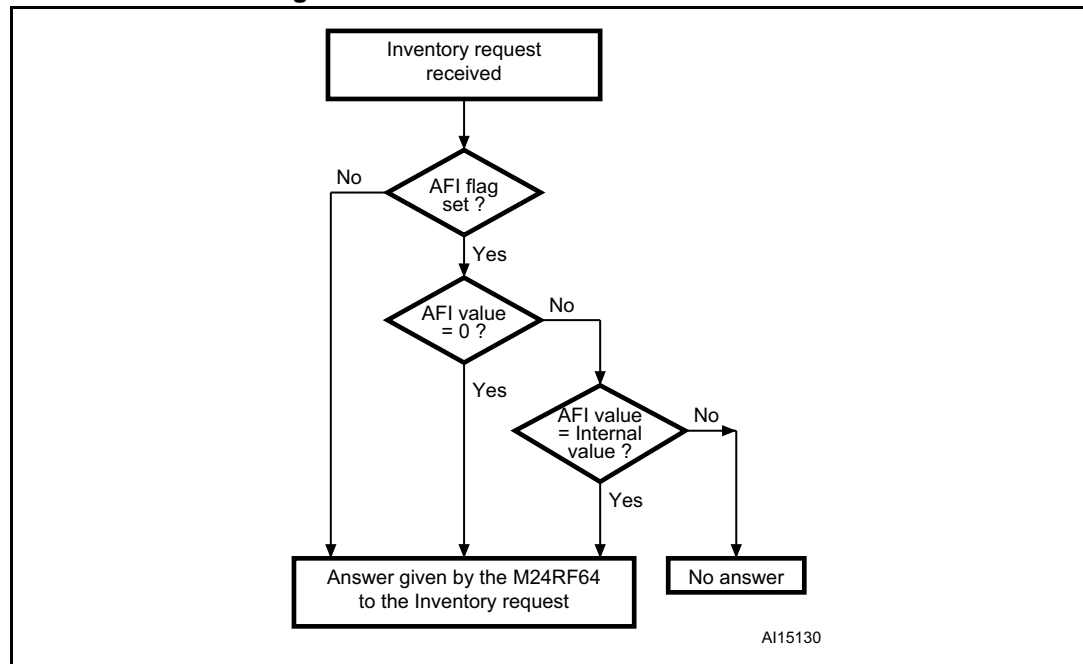 Inventory request
received
No
AFI flag
set ?
Yes
AFI value
= 0 ?
No
Yes
AFI value
= Internal
value ?
No
Yes
Answer given by the M24RF64
to the Inventory request
No answer
AI15130